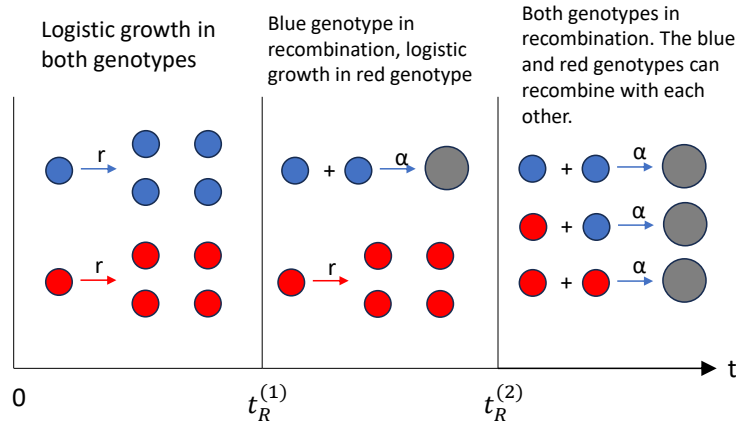 Logistic growth in
both genotypes
Blue genotype in
recombination, logistic
growth in red genotype
Both genotypes in
recombination. The blue
and red genotypes can
recombine with each
other.
r
r
+ α
r
+ α
+ α
+ α
0
t_R^(1)
t_R^(2)
t